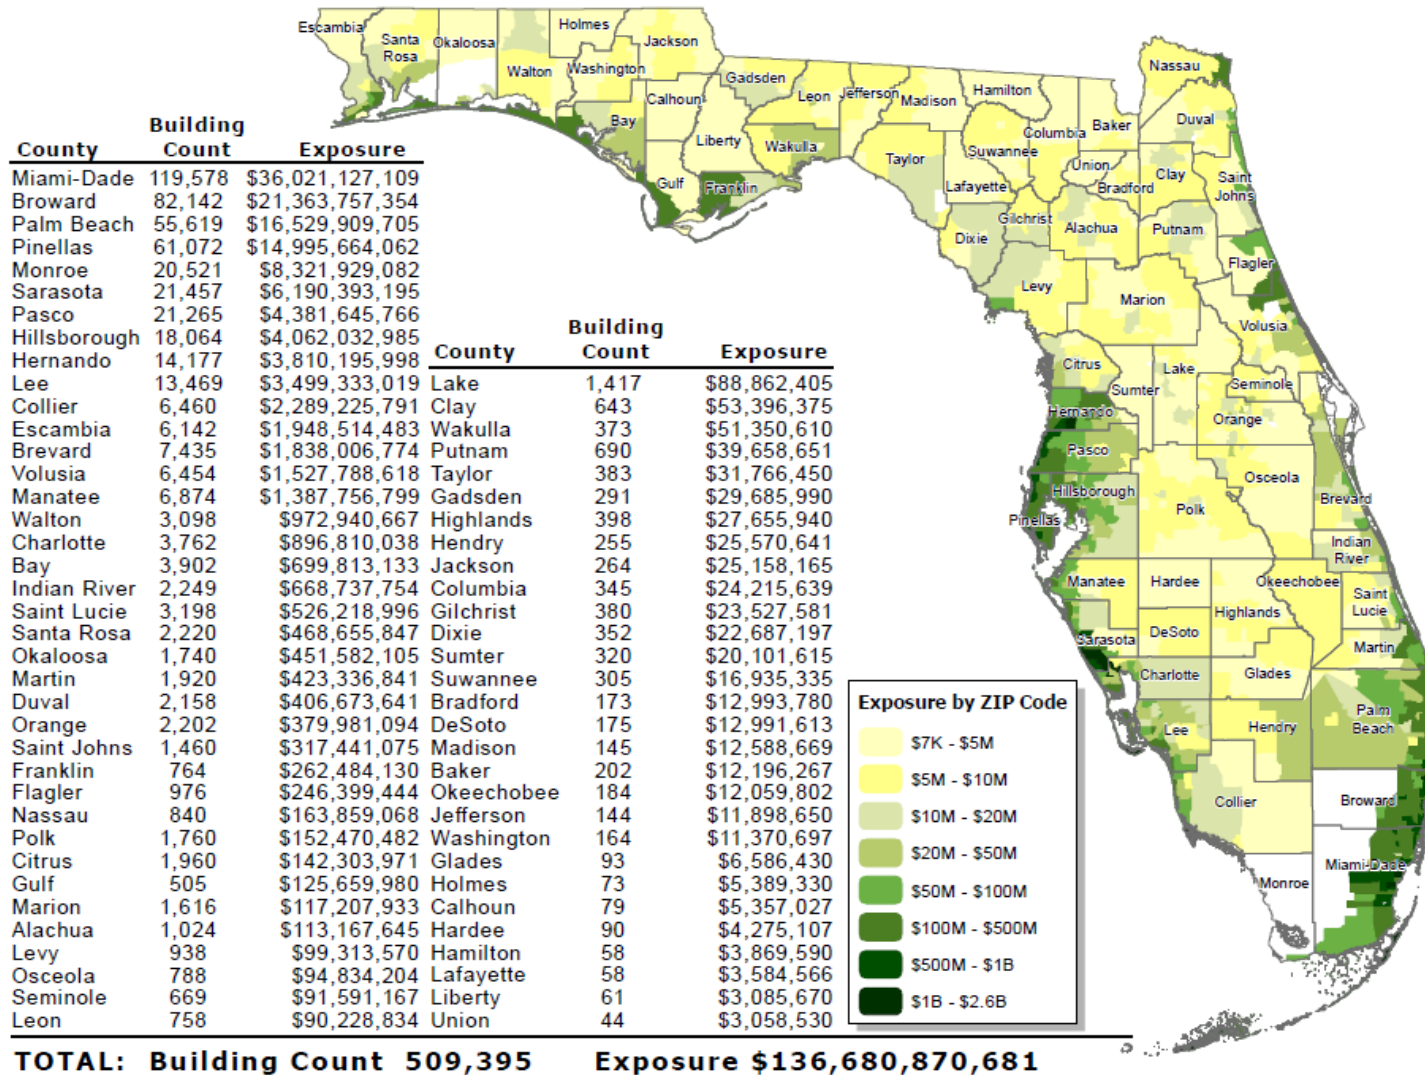 County Building Count Exposure
Miami-Dade 119,578 $36,021,127,109
Broward 82,142 $21,363,757,354
Palm Beach 55,619 $16,529,909,705
Pinellas 61,072 $14,995,664,062
Monroe 20,521 $8,321,929,082
Sarasota 21,457 $6,190,393,195
Pasco 21,265 $4,381,645,766
Hillsborough 18,064 $4,062,032,985
Hernando 14,177 $3,810,195,998
Lee 13,469 $3,499,333,019
Collier 6,460 $2,289,225,791
Escambia 6,142 $1,948,514,483
Brevard 7,435 $1,838,006,774
Volusia 6,454 $1,527,788,618
Manatee 6,874 $1,387,756,799
Walton 3,098 $972,940,667
Charlotte 3,762 $896,810,038
Bay 3,902 $699,813,133
Indian River 2,249 $668,737,754
Saint Lucie 3,198 $526,218,996
Santa Rosa 2,220 $468,655,847
Okaloosa 1,740 $451,582,105
Martin 1,920 $423,336,841
Duval 2,158 $406,673,641
Orange 2,202 $379,981,094
Saint Johns 1,460 $317,441,075
Franklin 764 $262,484,130
Flagler 976 $246,399,444
Nassau 840 $163,859,068
Polk 1,760 $152,470,482
Citrus 1,960 $142,303,971
Gulf 505 $125,659,980
Marion 1,616 $117,207,933
Alachua 1,024 $113,167,645
Levy 938 $99,313,570
Osceola 788 $94,834,204
Seminole 669 $91,591,167
Leon 758 $90,228,834
County Building Count Exposure
Lake 1,417 $88,862,405
Clay 643 $53,396,375
Wakulla 373 $51,350,610
Putnam 690 $39,658,651
Taylor 383 $31,766,450
Gadsden 291 $29,685,990
Highlands 398 $27,655,940
Hendry 255 $25,570,641
Jackson 264 $25,158,165
Columbia 345 $24,215,639
Gilchrist 380 $23,527,581
Dixie 352 $22,687,197
Sumter 320 $20,101,615
Suwannee 305 $16,935,335
Bradford 173 $12,993,780
DeSoto 175 $12,991,613
Madison 145 $12,588,669
Baker 202 $12,196,267
Okeechobee 184 $12,059,802
Jefferson 144 $11,898,650
Washington 164 $11,370,697
Glades 93 $6,586,430
Holmes 73 $5,389,330
Calhoun 79 $5,357,027
Hardee 90 $4,275,107
Hamilton 58 $3,869,590
Lafayette 58 $3,584,566
Liberty 61 $3,085,670
Union 44 $3,058,530
TOTAL: Building Count 509,395 Exposure $136,680,870,681
Escambia
Santa
Rosa
Okaloosa
Holmes
Jackson
Walton
Washington
Gadsden
Calhoun
Bay
Liberty
Leon
Jefferson
Madison
Hamilton
Wakulla
Gulf
Franklin
Taylor
Suwannee
Columbia
Baker
Nassau
Duval
Union
Bradford
Clay
Saint
Johns
Lafayette
Gilchrist
Dixie
Alachua
Putnam
Flagler
Levy
Marion
Volusia
Citrus
Sumter
Lake
Seminole
Hernando
Orange
Pasco
Osceola
Hillsborough
Polk
Brevard
Pinellas
Indian
River
Manatee
Hardee
Okeechobee
Highlands
Saint
Lucie
Sarasota
DeSoto
Martin
Charlotte
Glades
Lee
Hendry
Palm
Beach
Collier
Broward
Miami-Dade
Monroe
Exposure by ZIP Code
$7K - $5M
$5M - $10M
$10M - $20M
$20M - $50M
$50M - $100M
$100M - $500M
$500M - $1B
$1B - $2.6B